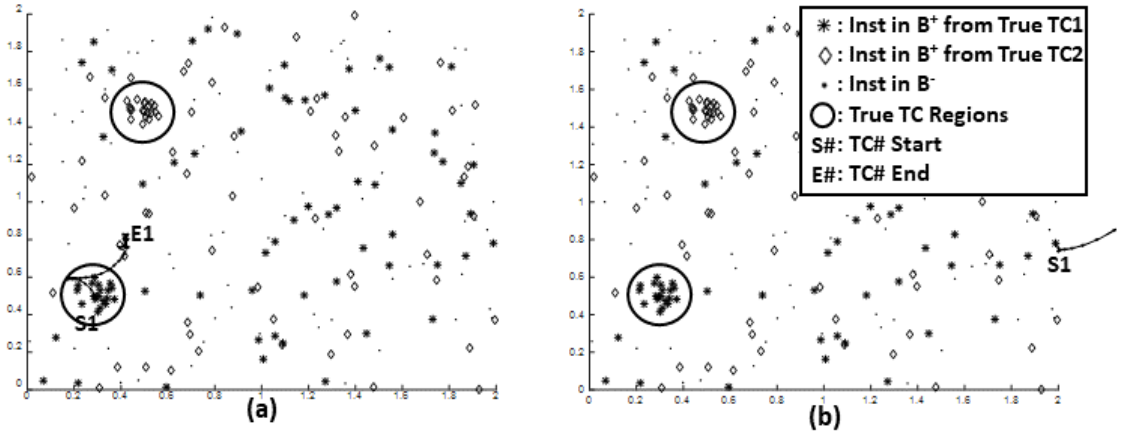 2
1.8
1.6
1.4
1.2
1
0.8
0.6
0.4
0.2
0
E1
S1
0 0.2 0.4 0.6 0.8 1 1.2 1.4 1.6 1.8 2
(a)
2
1.8
1.6
1.4
1.2
1
0.8
0.6
0.4
0.2
0
S1
0 0.2 0.4 0.6 0.8 1 1.2 1.4 1.6 1.8 2
(b)
: Inst in B+ from True TC1
: Inst in B+ from True TC2
: Inst in B-
: True TC Regions
S#: TC# Start
E#: TC# End